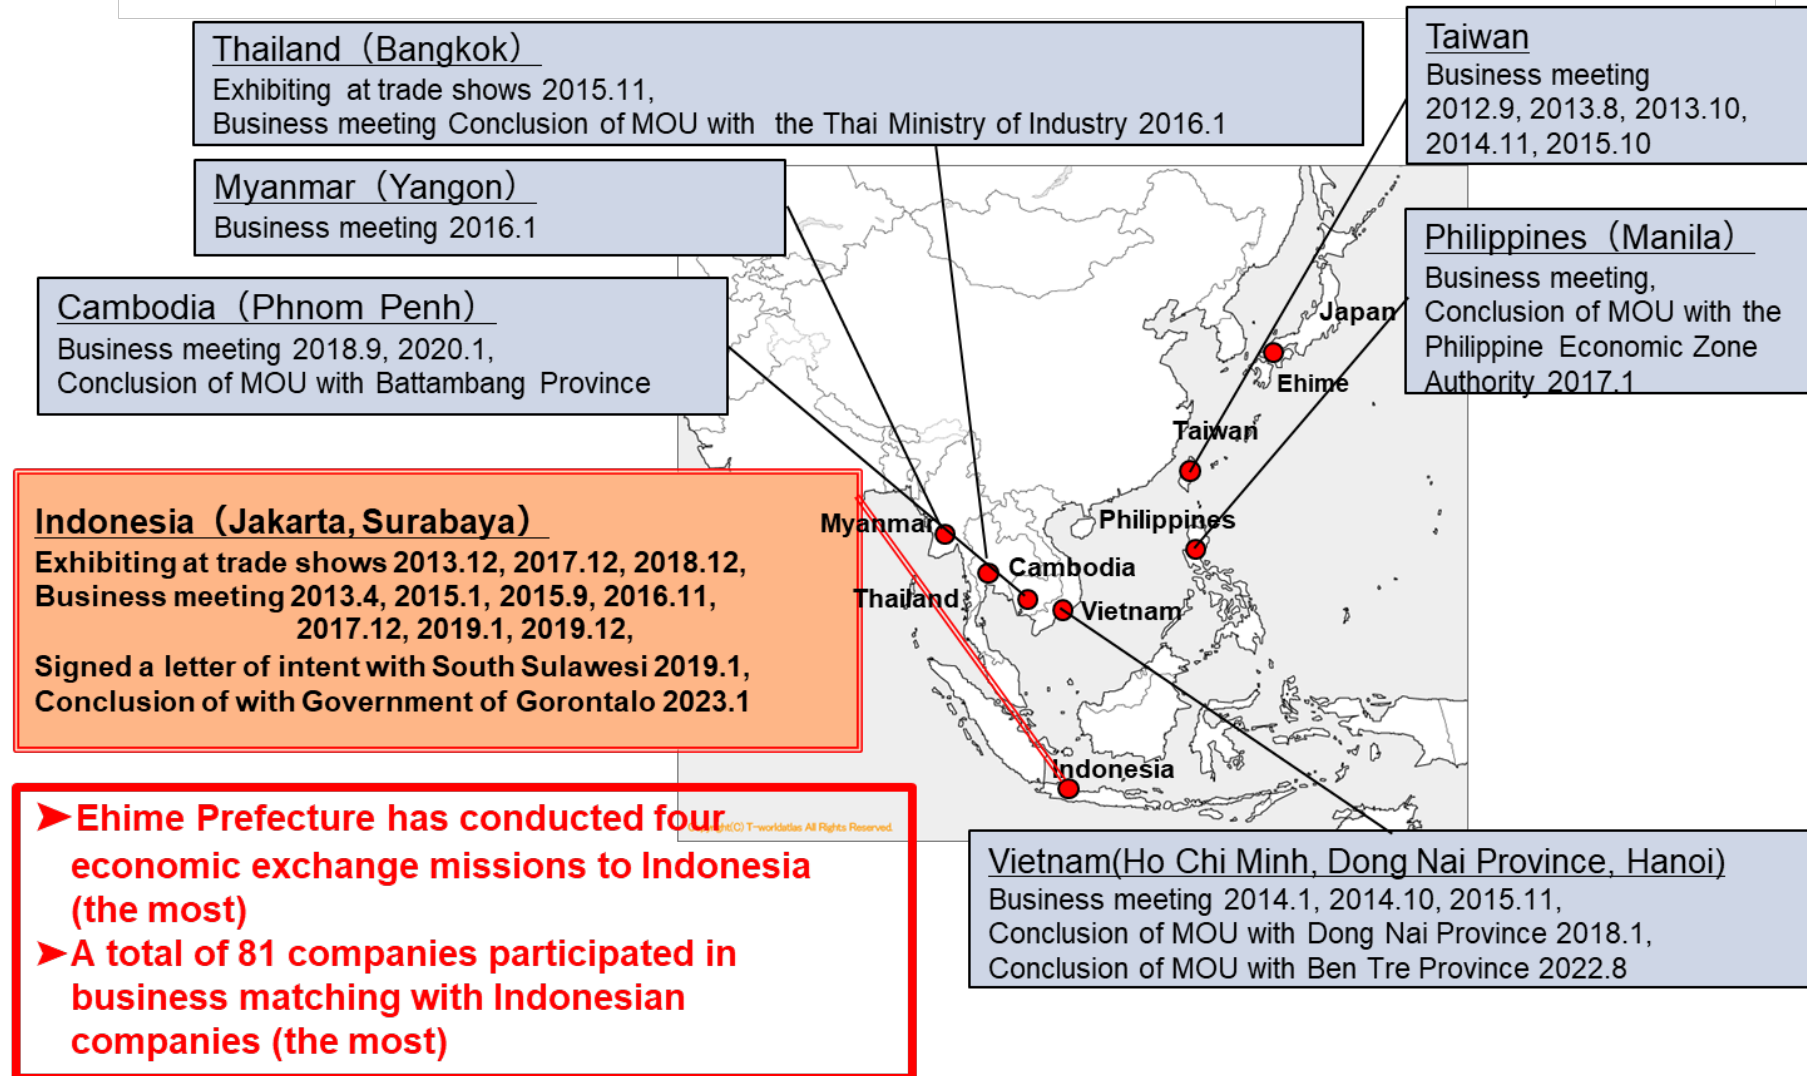 Thailand（Bangkok）
Exhibiting at trade shows 2015.11,
Business meeting Conclusion of MOU with the Thai Ministry of Industry 2016.1
Taiwan
Business meeting
2012.9, 2013.8, 2013.10,
2014.11, 2015.10
Myanmar（Yangon）
Business meeting 2016.1
Philippines（Manila）
Business meeting,
Conclusion of MOU with the
Philippine Economic Zone
Authority 2017.1
Cambodia（Phnom Penh）
Business meeting 2018.9, 2020.1,
Conclusion of MOU with Battambang Province
Japan
Ehime
Taiwan
Philippines
Myanmar
Cambodia
Thailand
Vietnam
Indonesia
Indonesia（Jakarta, Surabaya）
Exhibiting at trade shows 2013.12, 2017.12, 2018.12,
Business meeting 2013.4, 2015.1, 2015.9, 2016.11,
2017.12, 2019.1, 2019.12,
Signed a letter of intent with South Sulawesi 2019.1,
Conclusion of with Government of Gorontalo 2023.1
➤Ehime Prefecture has conducted four
economic exchange missions to Indonesia
(the most)
➤A total of 81 companies participated in
business matching with Indonesian
companies (the most)
(C) T-worldatlas All Rights Reserved.
Vietnam(Ho Chi Minh, Dong Nai Province, Hanoi)
Business meeting 2014.1, 2014.10, 2015.11,
Conclusion of MOU with Dong Nai Province 2018.1,
Conclusion of MOU with Ben Tre Province 2022.8